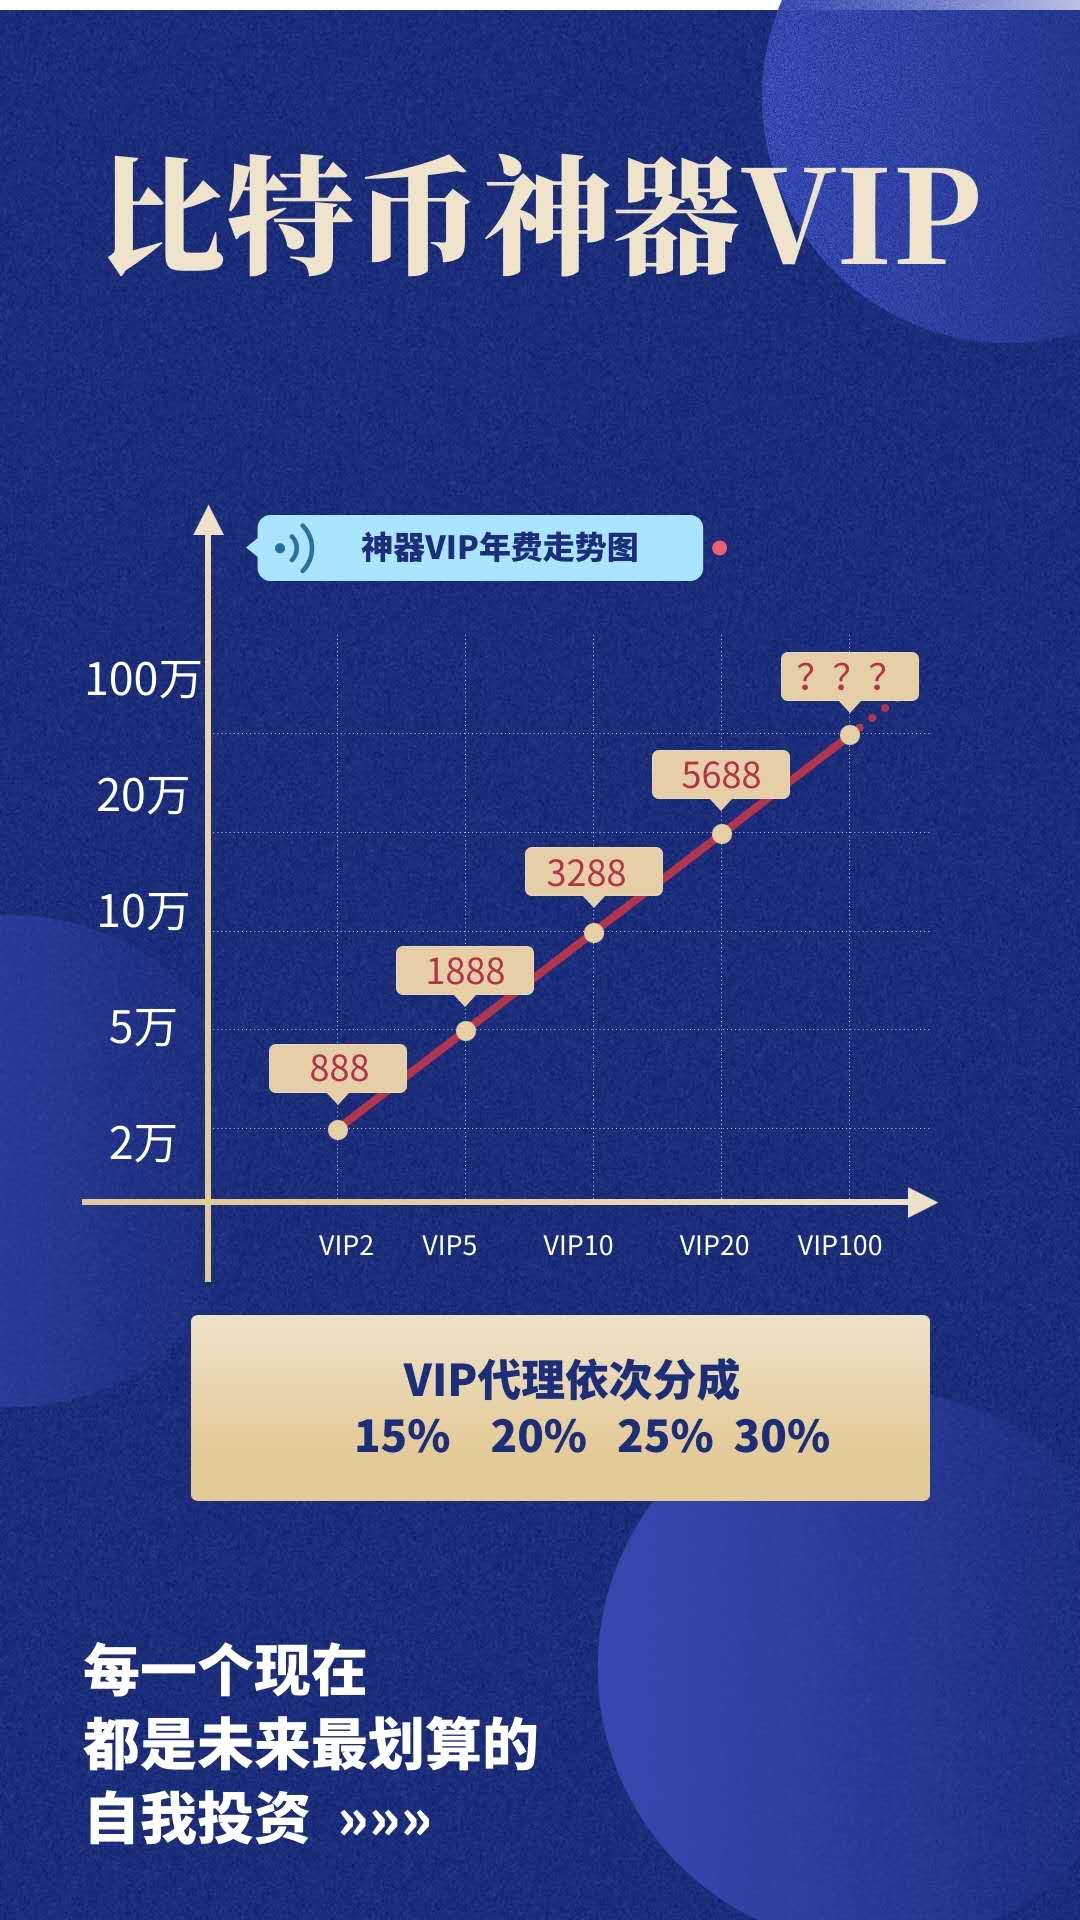 比特币神器VIP
神器VIP年费走势图
100万
？？？
20万
5688
10万
3288
5万
1888
2万
888
VIP2 VIP5 VIP10 VIP20 VIP100
VIP代理依次分成
15% 20% 25% 30%
每一个现在
都是未来最划算的
自我投资 »»»